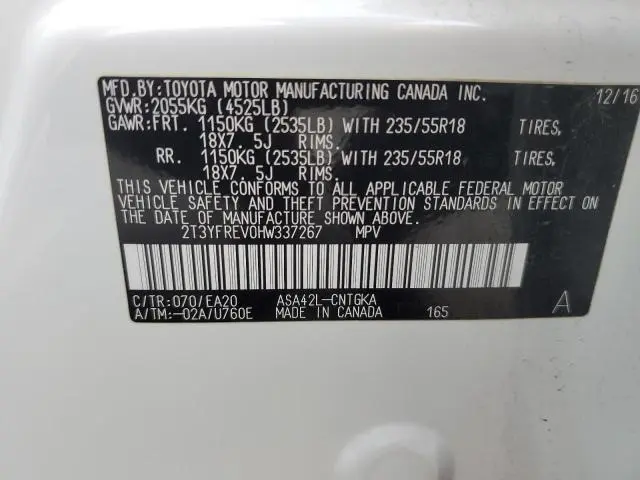 MFD.BY:TOYOTA MOTOR MANUFACTURING CANADA INC. 12/16
GVWR:2055KG (4525LB)
GAWR:FRT. 1150KG (2535LB) WITH 235/55R18 TIRES,
18X7. 5J RIMS.
RR. 1150KG (2535LB) WITH 235/55R18 TIRES,
18X7. 5J RIMS.
THIS VEHICLE CONFORMS TO ALL APPLICABLE FEDERAL MOTOR
VEHICLE SAFETY AND THEFT PREVENTION STANDARDS IN EFFECT ON
THE DATE OF MANUFACTURE SHOWN ABOVE.
2T3YFREV0HW337267 MPV
C/TR:070/EA20 ASA42L-CNTGKA A
A/TM:-02A/U760E MADE IN CANADA 165